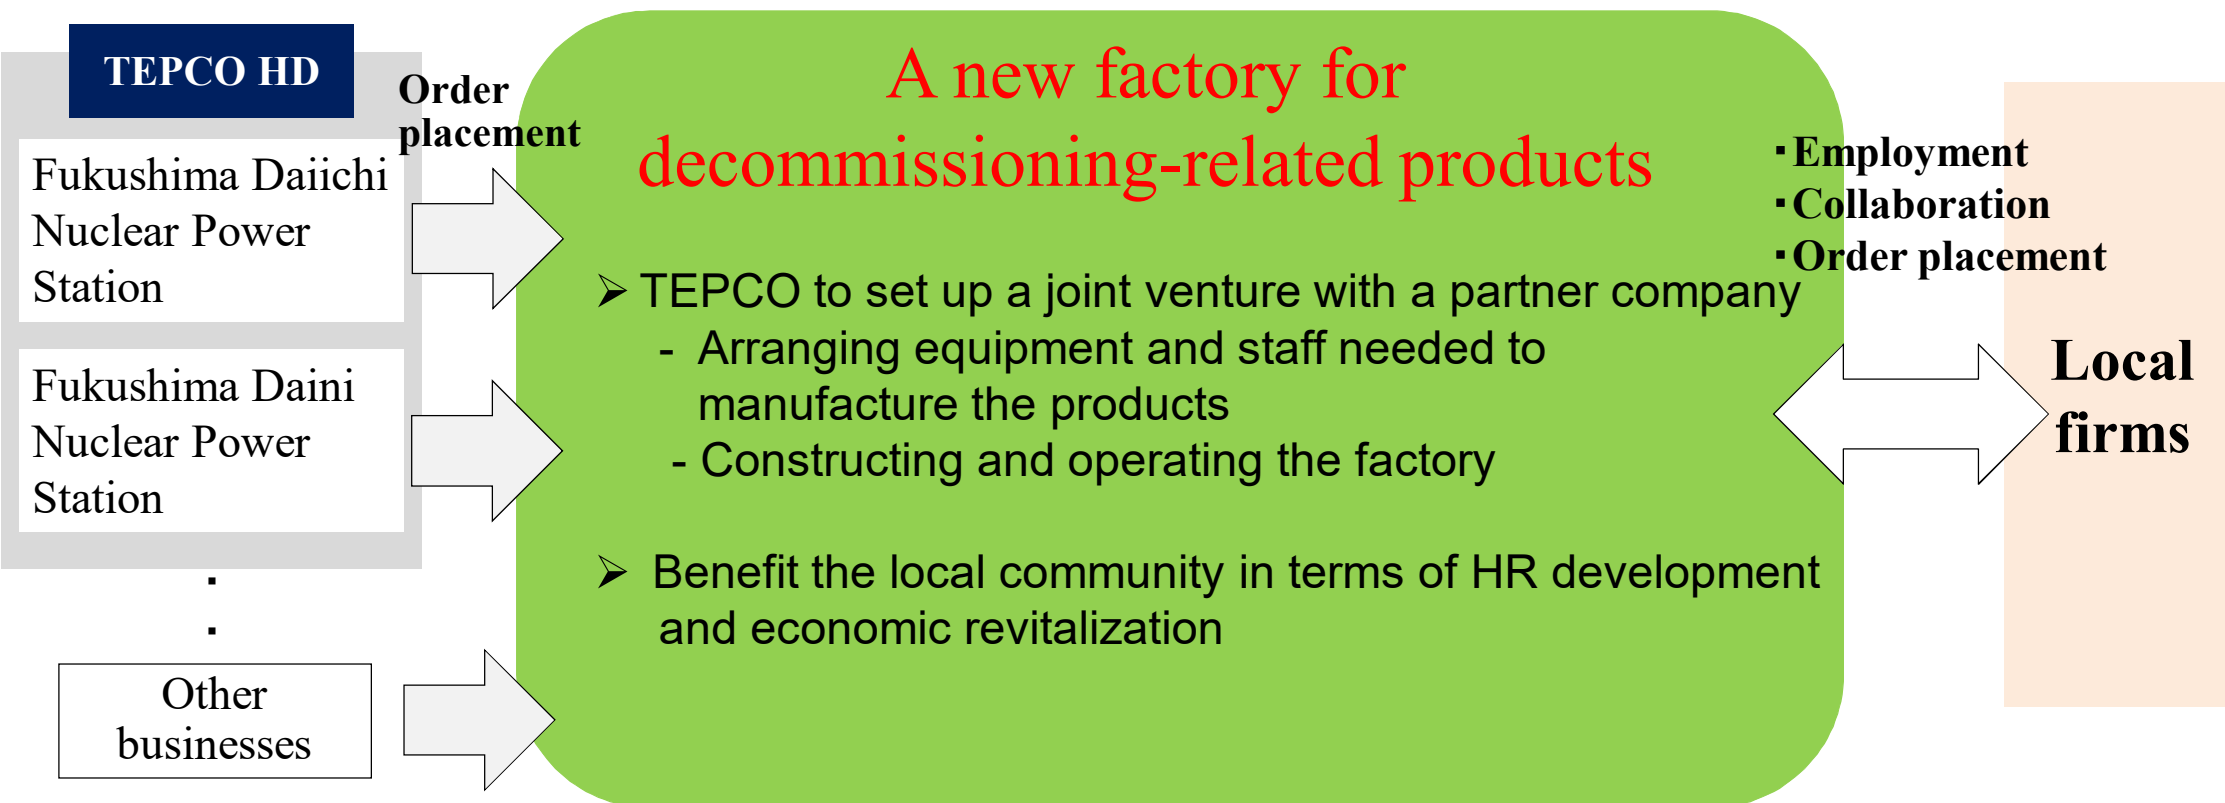 TEPCO HD
Fukushima Daiichi
Nuclear Power
Station
Fukushima Daini
Nuclear Power
Station
・
・
Other
businesses
Order
placement
A new factory for
decommissioning-related products
➢ TEPCO to set up a joint venture with a partner company
- Arranging equipment and staff needed to
manufacture the products
- Constructing and operating the factory
➢ Benefit the local community in terms of HR development
and economic revitalization
・Employment
・Collaboration
・Order placement
Local
firms